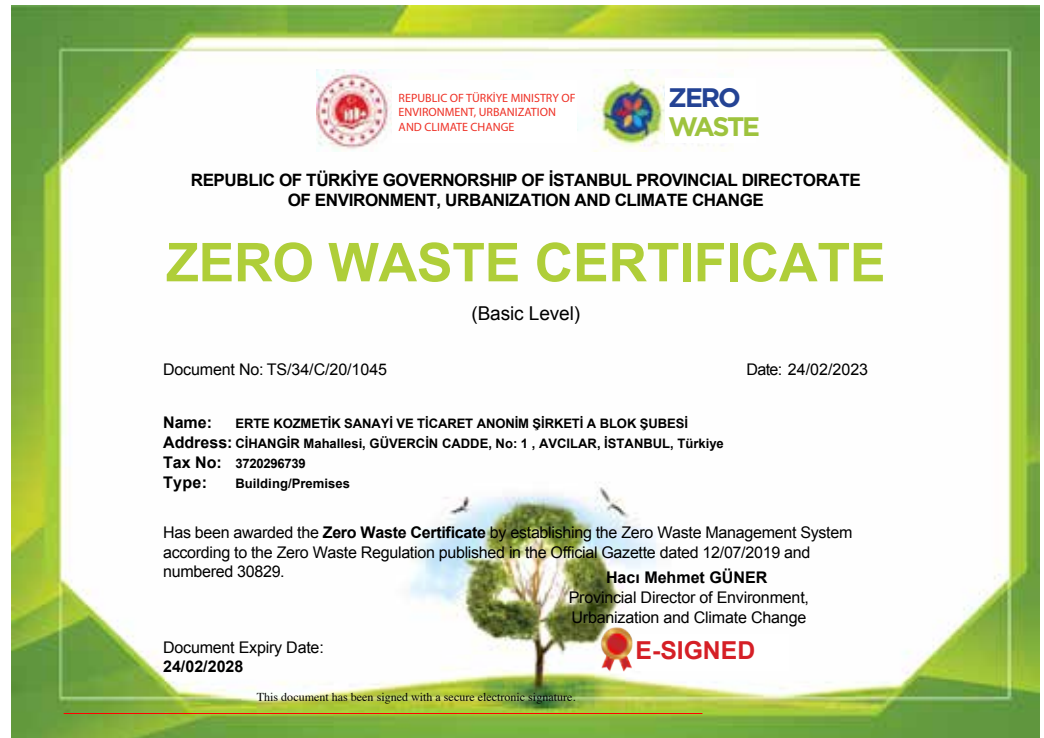 REPUBLIC OF TÜRKİYE MINISTRY OF
ENVIRONMENT, URBANIZATION
AND CLIMATE CHANGE
ZERO
WASTE
REPUBLIC OF TÜRKİYE GOVERNORSHIP OF İSTANBUL PROVINCIAL DIRECTORATE
OF ENVIRONMENT, URBANIZATION AND CLIMATE CHANGE
ZERO WASTE CERTIFICATE
(Basic Level)
Document No: TS/34/C/20/1045 Date: 24/02/2023
Name: ERTE KOZMETİK SANAYİ VE TİCARET ANONİM ŞİRKETİ A BLOK ŞUBESİ
Address: CİHANGİR Mahallesi, GÜVERCİN CADDE, No: 1 , AVCILAR, İSTANBUL, Türkiye
Tax No: 3720296739
Type: Building/Premises
Has been awarded the Zero Waste Certificate by establishing the Zero Waste Management System
according to the Zero Waste Regulation published in the Official Gazette dated 12/07/2019 and
numbered 30829.
Hacı Mehmet GÜNER
Provincial Director of Environment,
Urbanization and Climate Change
E-SIGNED
Document Expiry Date:
24/02/2028
This document has been signed with a secure electronic signature.